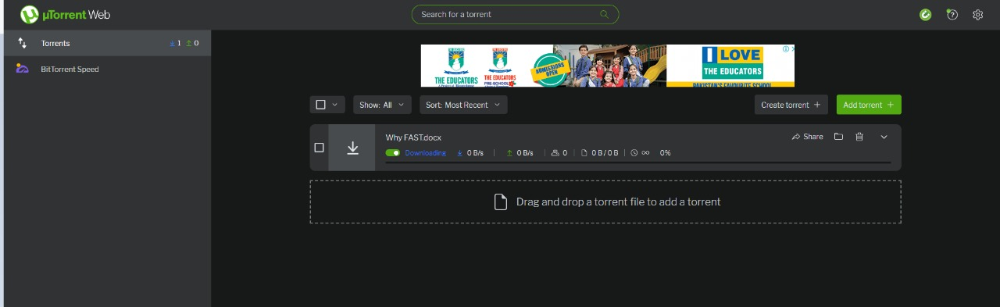 µTorrent Web
Search for a torrent
Torrents
1
0
BitTorrent Speed
THE EDUCATORS
THE EDUCATORS
PRE-SCHOOL
ADMISSIONS
OPEN
I LOVE
THE EDUCATORS
PAKISTAN'S FAVOURITE SCHOOL
Show: All
Sort: Most Recent
Create torrent +
Add torrent +
Why FAST.docx
Share
Downloading
0 B/s
0 B/s
0
0 B / 0 B
∞
0%
Drag and drop a torrent file to add a torrent